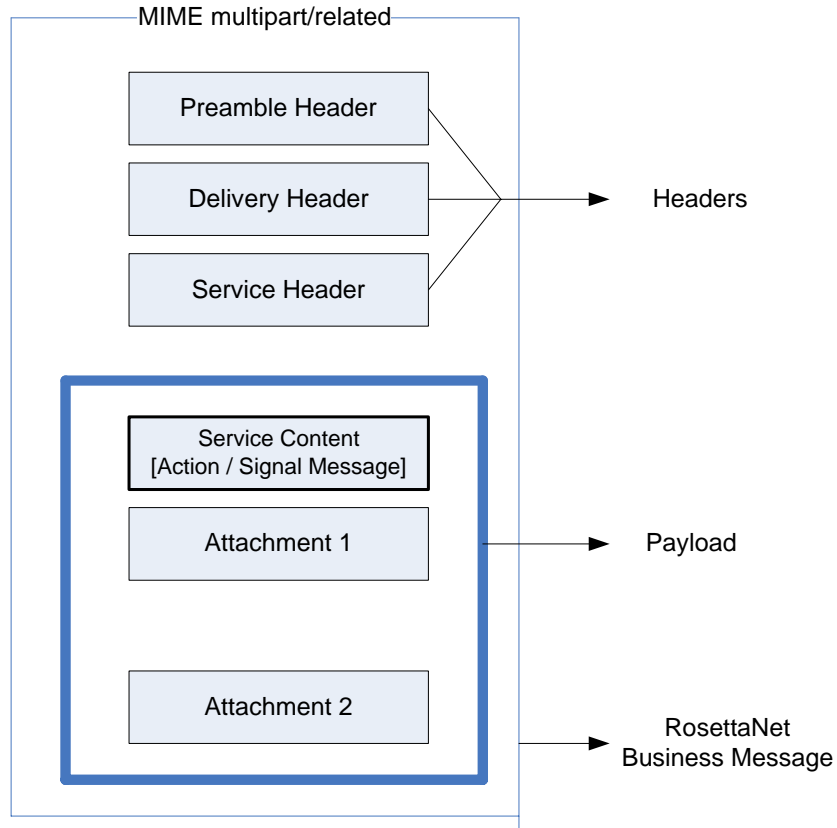 MIME multipart/related
Preamble Header
Delivery Header
Headers
Service Header
Service Content
[Action / Signal Message]
Attachment 1
Payload
Attachment 2
RosettaNet
Business Message